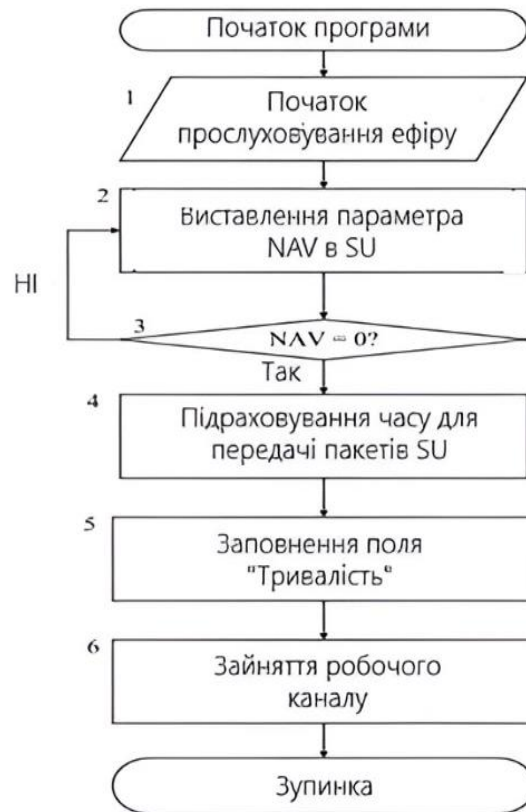 Початок програми
1
Початок
прослуховування ефіру
2
Виставлення параметра
NAV в SU
НІ
3
NAV = 0?
Так
4
Підраховування часу для
передачі пакетів SU
5
Заповнення поля
"Тривалість"
6
Зайняття робочого
каналу
Зупинка